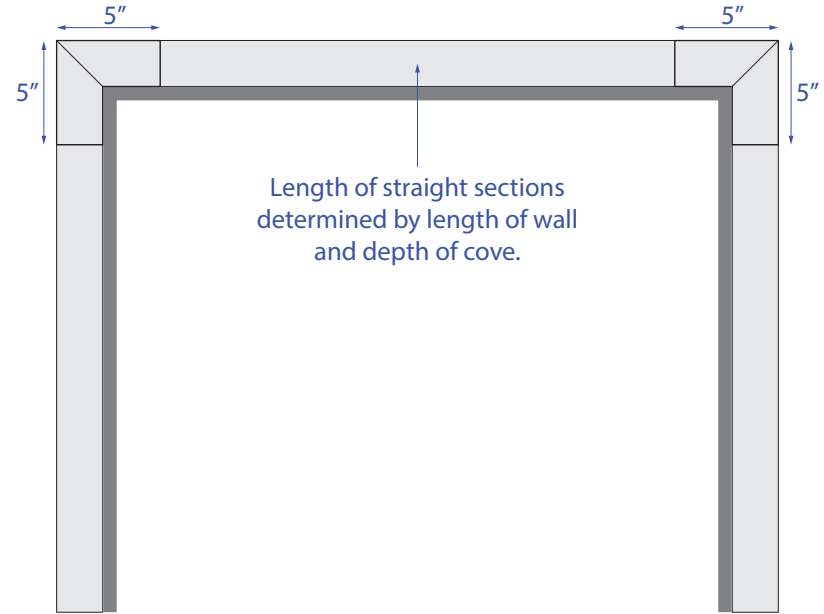 5″
5″
5″
5″
Length of straight sections
determined by length of wall
and depth of cove.